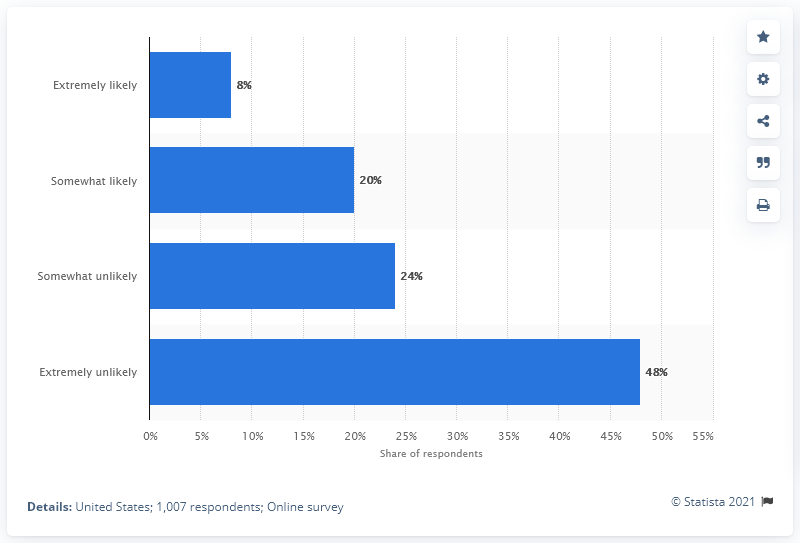 Extremely likely
8%
Somewhat likely
20%
Somewhat unlikely
24%
Extremely unlikely
48%
0% 5% 10% 15% 20% 25% 30% 35% 40% 45% 50% 55%
Share of respondents
Details: United States; 1,007 respondents; Online survey
© Statista 2021